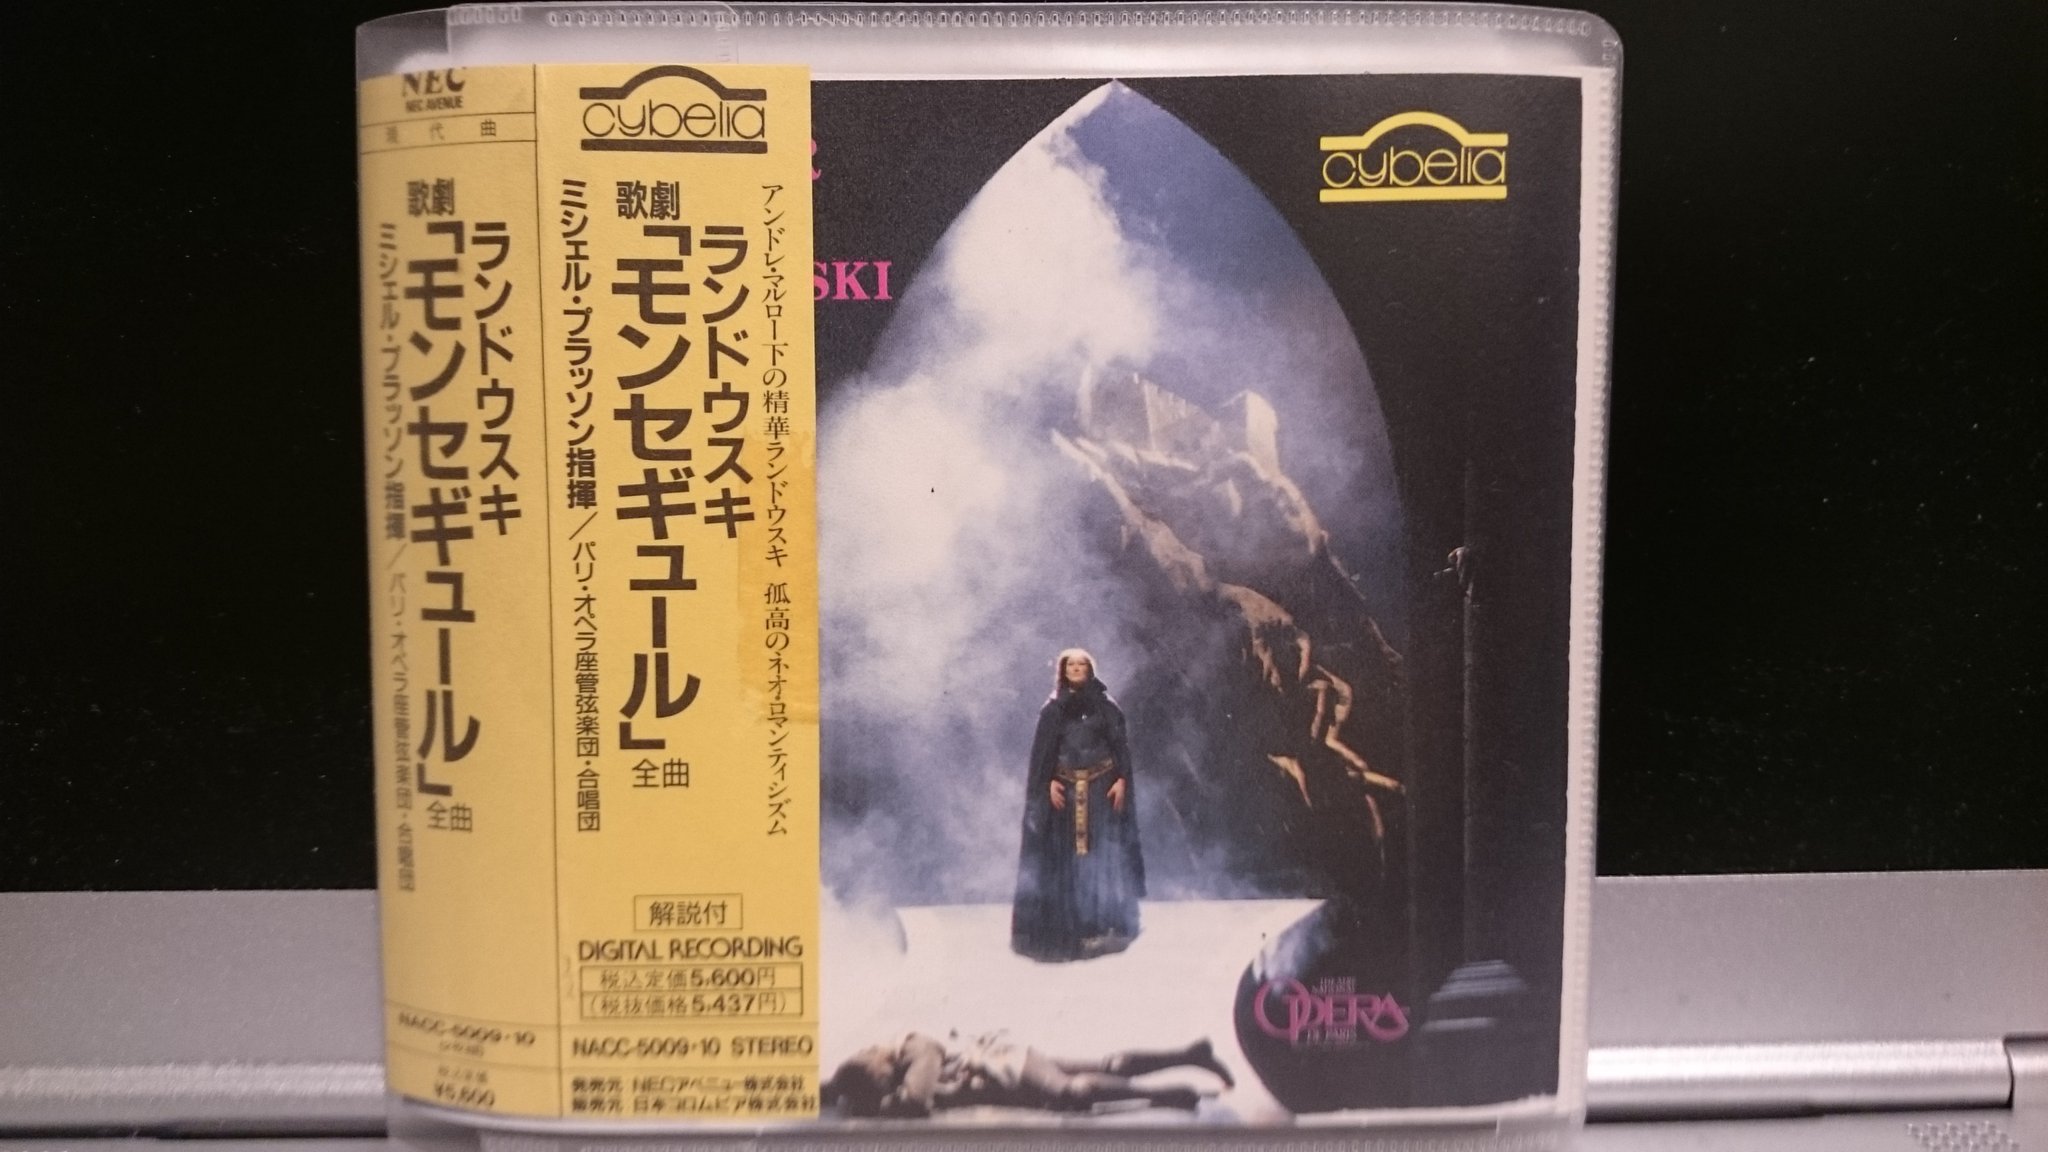 NEC
NEC AVENUE
現代曲
ランドウスキ
歌劇
「モンセギュール」全曲
ミシェル・プラッソン指揮/パリ・オペラ座管弦楽団・合唱団
NACC-5009・10
¥5,600
cybelia
アンドレ・マルロー下の精華ランドウスキ 孤高のネオ・ロマンティシズム
ランドウスキ
歌劇
「モンセギュール」全曲
ミシェル・プラッソン指揮/パリ・オペラ座管弦楽団・合唱団
解説付
DIGITAL RECORDING
税込定価5,600円
(税抜価格5,437円)
NACC-5009・10 STEREO
発売元 NECアベニュー株式会社
販売元 日本コロムビア株式会社
R
SKI
cybelia
THEATRE
NATIONAL
OPERA
DE PARIS